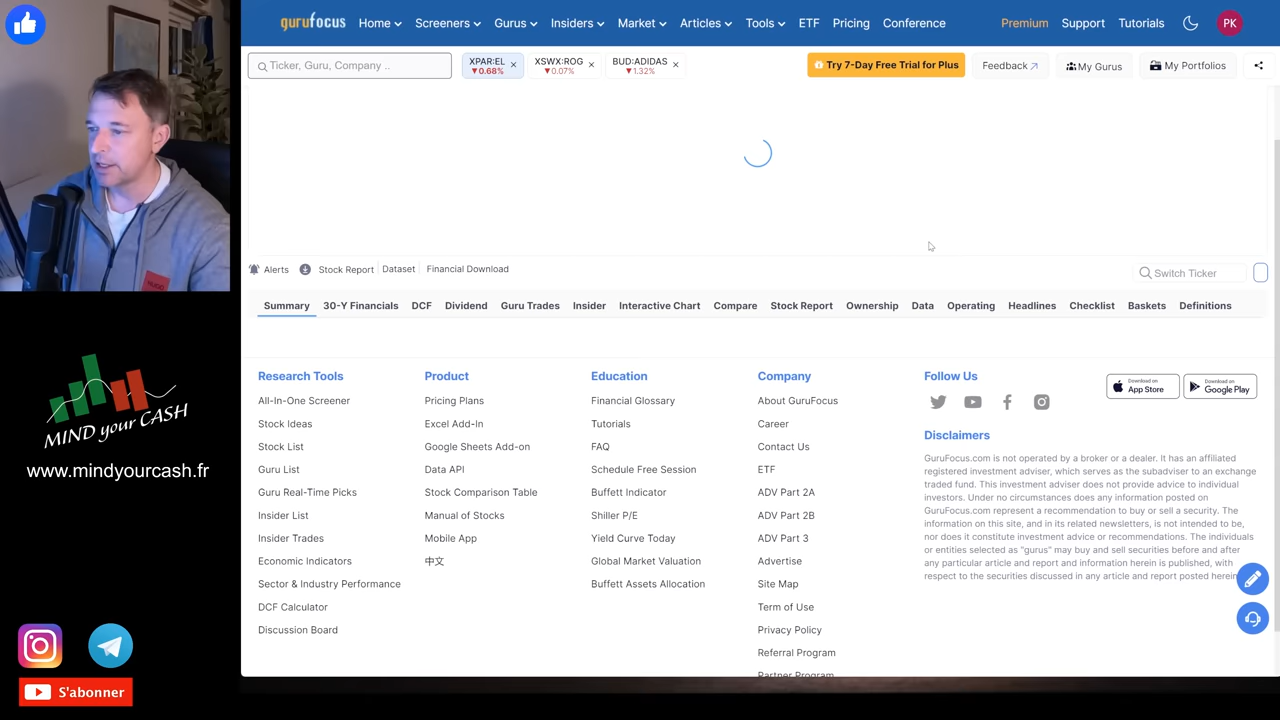 gurufocus
Home
Screeners
Gurus
Insiders
Market
Articles
Tools
ETF
Pricing
Conference
Premium
Support
Tutorials
PK
Ticker, Guru, Company ..
XPAR:EL
▼0.68%
XSWX:ROG
▼0.07%
BUD:ADIDAS
▼1.32%
Try 7-Day Free Trial for Plus
Feedback
My Gurus
My Portfolios
Alerts
Stock Report
Dataset
Financial Download
Switch Ticker
Summary
30-Y Financials
DCF
Dividend
Guru Trades
Insider
Interactive Chart
Compare
Stock Report
Ownership
Data
Operating
Headlines
Checklist
Baskets
Definitions
Research Tools
All-In-One Screener
Stock Ideas
Stock List
Guru List
Guru Real-Time Picks
Insider List
Insider Trades
Economic Indicators
Sector & Industry Performance
DCF Calculator
Discussion Board
Product
Pricing Plans
Excel Add-In
Google Sheets Add-on
Data API
Stock Comparison Table
Manual of Stocks
Mobile App
中文
Education
Financial Glossary
Tutorials
FAQ
Schedule Free Session
Buffett Indicator
Shiller P/E
Yield Curve Today
Global Market Valuation
Buffett Assets Allocation
Company
About GuruFocus
Career
Contact Us
ETF
ADV Part 2A
ADV Part 2B
ADV Part 3
Advertise
Site Map
Term of Use
Privacy Policy
Referral Program
Partner Program
Follow Us
Download on
App Store
Download on
Google Play
Disclaimers
GuruFocus.com is not operated by a broker or a dealer. It has an affiliated
registered investment adviser, which serves as the subadviser to an exchange
traded fund. This investment adviser does not provide advice to individual
investors. Under no circumstances does any information posted on
GuruFocus.com represent a recommendation to buy or sell a security. The
information on this site, and in its related newsletters, is not intended to be,
nor does it constitute investment advice or recommendations. The individuals
or entities selected as "gurus" may buy and sell securities before and after
any particular article and report and information herein is published, with
respect to the securities discussed in any article and report posted herein
MIND your CASH
www.mindyourcash.fr
S'abonner